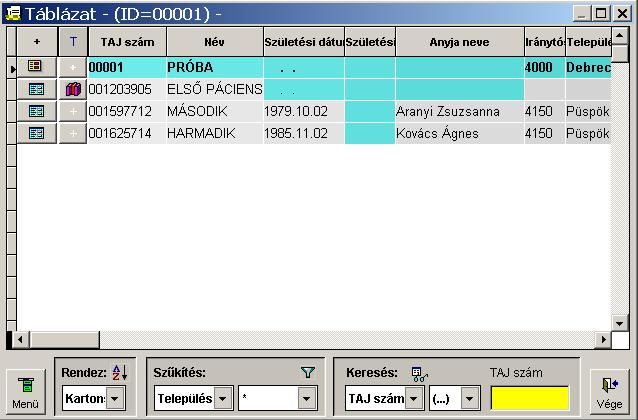 Táblázat - (ID=00001) -
+ T TAJ szám Név Születési dátu Születési Anyja neve Irányító Települé
+ 00001 PRÓBA . . 4000 Debrec
001203905 ELSŐ PÁCIENS . .
+ 001597712 MÁSODIK 1979.10.02 Aranyi Zsuzsanna 4150 Püspök
+ 001625714 HARMADIK 1985.11.02 Kovács Ágnes 4150 Püspök
Menü
Rendez: A Z
Karton:
Szűkítés:
Település *
Keresés: TAJ szám
TAJ szám (...)
Vége